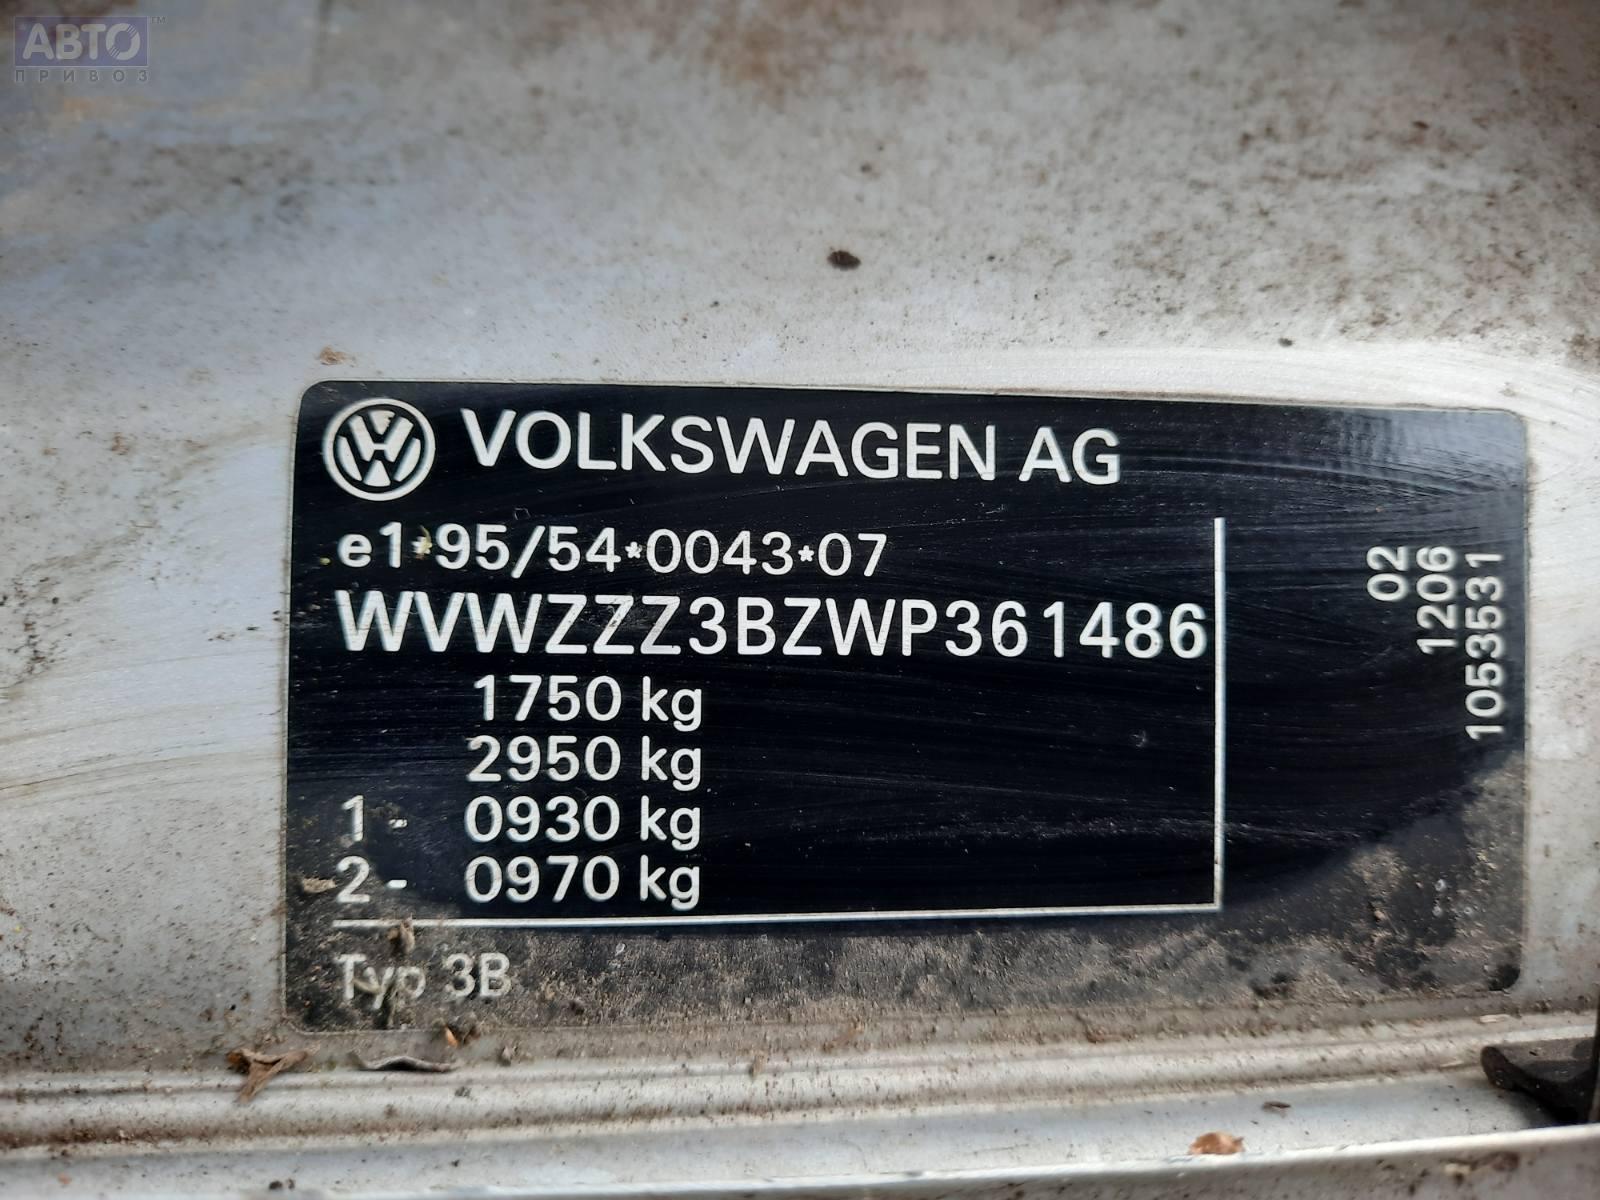 АВТО™
ПРИВОЗ
VOLKSWAGEN AG
e1*95/54*0043*07
WVWZZZ3BZWP361486
1750 kg
2950 kg
1 - 0930 kg
2 - 0970 kg
Typ 3B
02
1206
1053531